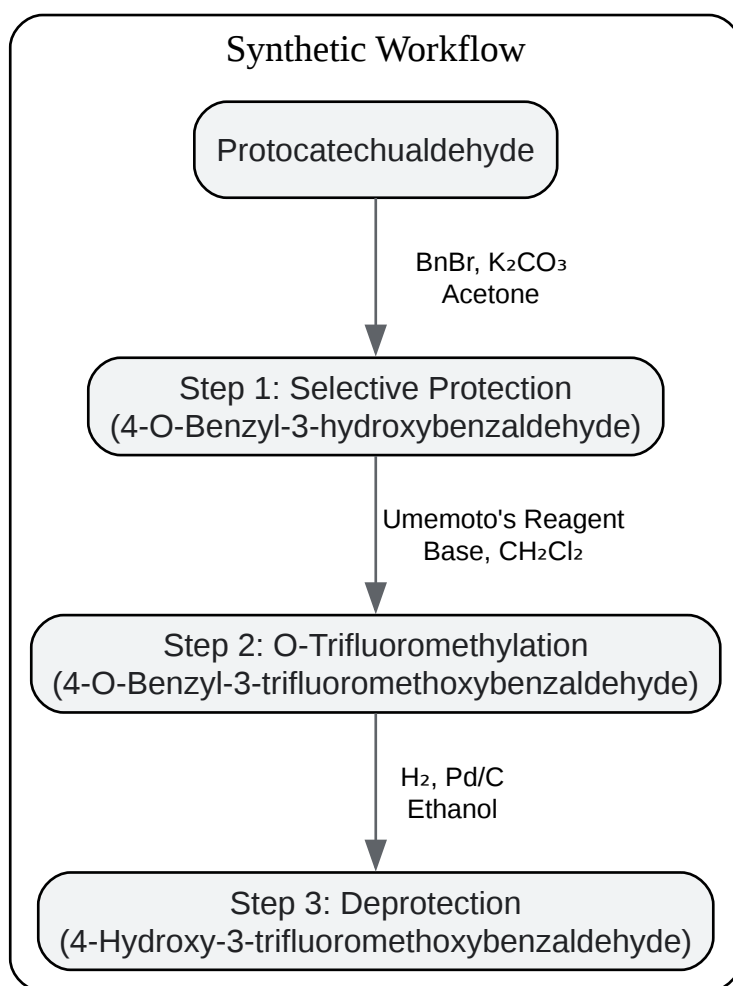 Synthetic Workflow
Protocatechualdehyde
BnBr, K₂CO₃
Acetone
Step 1: Selective Protection
(4-O-Benzyl-3-hydroxybenzaldehyde)
Umemoto's Reagent
Base, CH₂Cl₂
Step 2: O-Trifluoromethylation
(4-O-Benzyl-3-trifluoromethoxybenzaldehyde)
H₂, Pd/C
Ethanol
Step 3: Deprotection
(4-Hydroxy-3-trifluoromethoxybenzaldehyde)